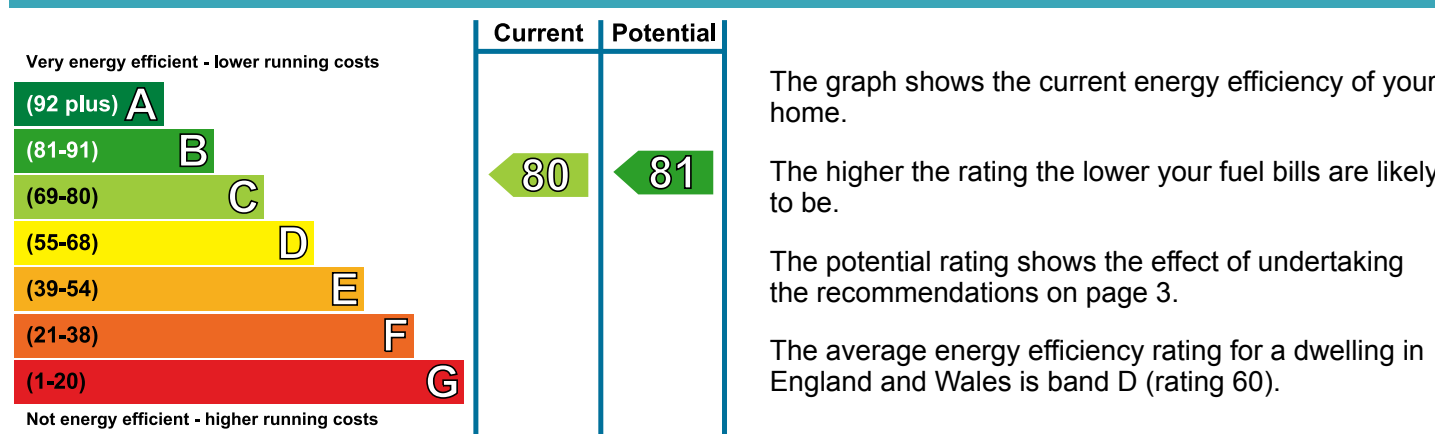 Current Potential
Very energy efficient - lower running costs
(92 plus) A
(81-91) B
(69-80) C
(55-68) D
(39-54) E
(21-38) F
(1-20) G
Not energy efficient - higher running costs
80 81
The graph shows the current energy efficiency of your
home.
The higher the rating the lower your fuel bills are likely
to be.
The potential rating shows the effect of undertaking
the recommendations on page 3.
The average energy efficiency rating for a dwelling in
England and Wales is band D (rating 60).